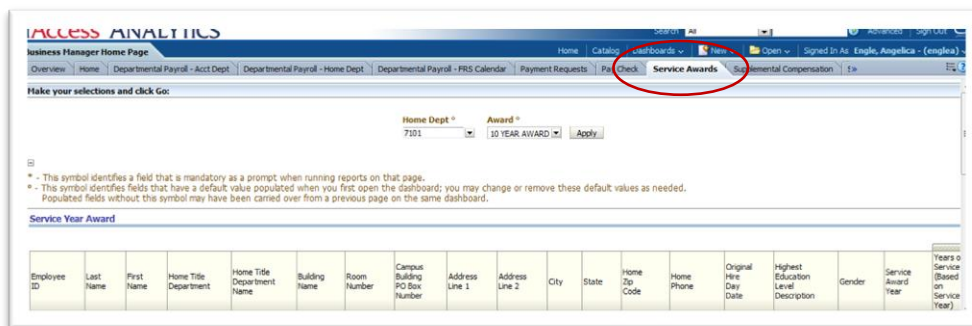 Access ANALYTICS
Search All Advanced Sign Out
Business Manager Home Page Home Catalog Dashboards New Open Signed In As Engle, Angelica - (englea)
Overview Home Departmental Payroll - Acct Dept Departmental Payroll - Home Dept Departmental Payroll - FRS Calendar Payment Requests Pay Check Service Awards Supplemental Compensation
Make your selections and click Go:
Home Dept * Award *
7101 10 YEAR AWARD Apply
* - This symbol identifies a field that is mandatory as a prompt when running reports on that page.
* - This symbol identifies fields that have a default value populated when you first open the dashboard; you may change or remove these default values as needed.
Populated fields without this symbol may have been carried over from a previous page on the same dashboard.
Service Year Award
Employee ID
Last Name
First Name
Home Title Department
Home Title Department Name
Building Name
Room Number
Campus Building PO Box Number
Address Line 1
Address Line 2
City
State
Home Zip Code
Home Phone
Original Hire Day Date
Highest Education Level Description
Gender
Service Award Year
Years o Service (Based on Service Year)